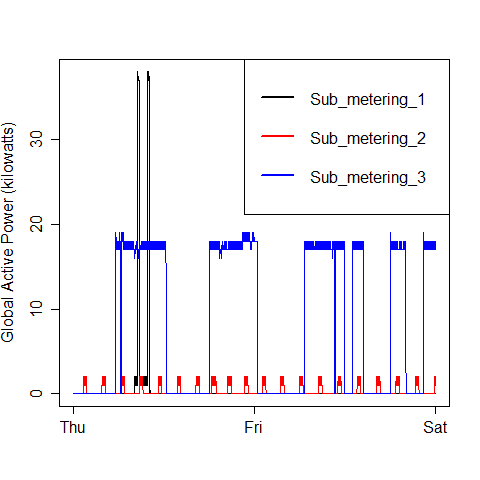 Global Active Power (kilowatts)
30
20
10
0
Sub_metering_1
Sub_metering_2
Sub_metering_3
Thu
Fri
Sat